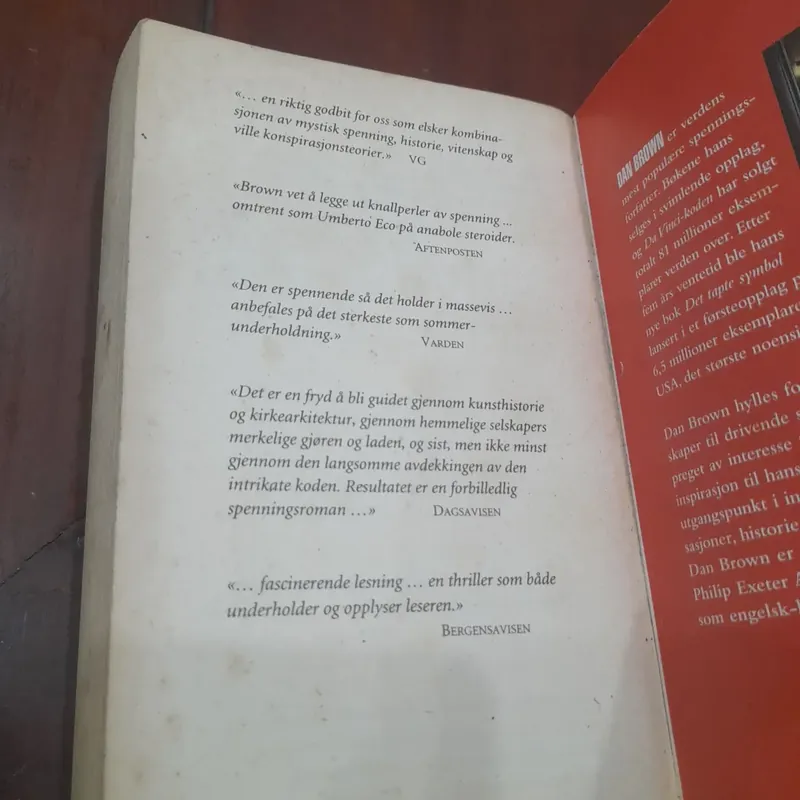 «... en riktig godbit for oss som elsker kombina-
sjonen av mystisk spenning, historie, vitenskap og
ville konspirasjonsteorier.» VG
«Brown vet å legge ut knallperler av spenning ...
omtrent som Umberto Eco på anabole steroider.
AFTENPOSTEN
«Den er spennende så det holder i massevis ...
anbefales på det sterkeste som sommer-
underholdning.» VARDEN
«Det er en fryd å bli guidet gjennom kunsthistorie
og kirkearkitektur, gjennom hemmelige selskapers
merkelige gjøren og laden, og sist, men ikke minst
gjennom den langsomme avdekkingen av den
intrikate koden. Resultatet er en forbilledlig
spenningsroman ...» DAGSAVISEN
«... fascinerende lesning ... en thriller som både
underholder og opplyser leseren.»
BERGENSAVISEN
DAN BROWN er verdens
mest populære spennings-
forfatter. Bøkene hans
selges i svimlende opplag,
og Da Vinci-koden har solgt
totalt 81 millioner eksem-
plarer verden over. Etter
fem års ventetid ble hans
nye bok Det tapte symbol
lansert i et førsteopplag p
6,5 millioner eksemplar
USA, det største noensi
Dan Brown hylles fo
skaper til drivende s
preget av interesse
inspirasjon til hans
utgangspunkt i in
sasjoner, historie
Dan Brown er
Philip Exeter A
som engelsk-l